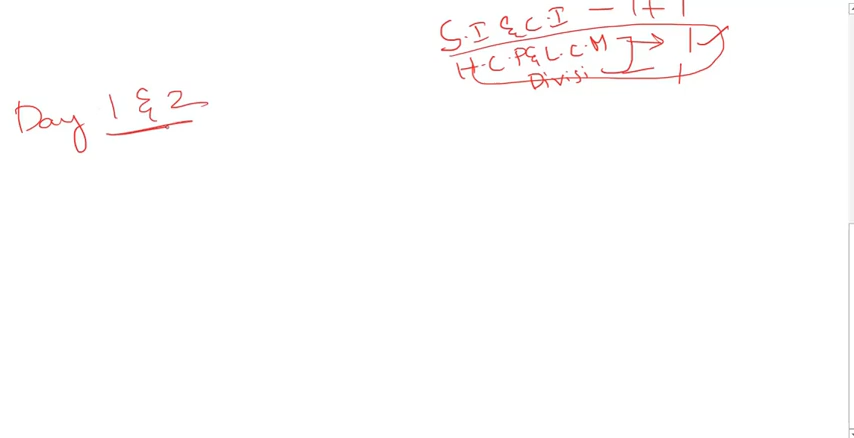 S.I & C.I - 1+1
H.C.F & L.C.M → 1
Divisi 1
Day 1 & 2